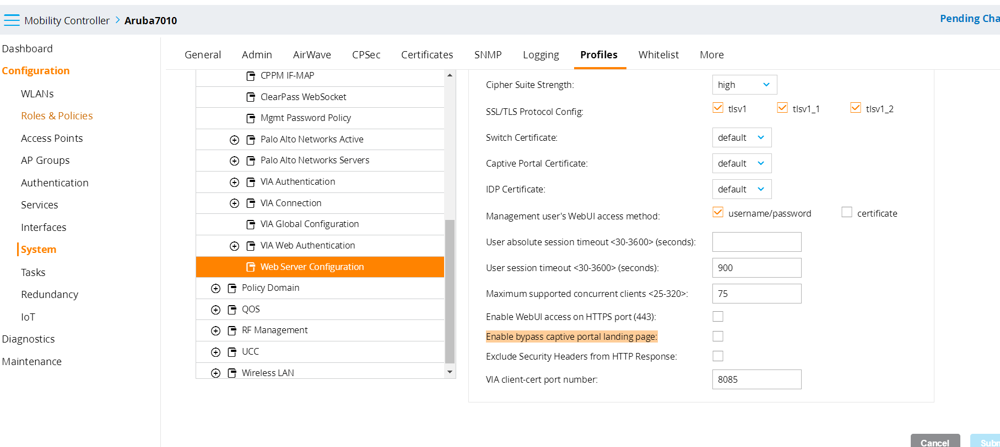 Mobility Controller > Aruba7010
Pending Cha
Dashboard
Configuration
WLANs
Roles & Policies
Access Points
AP Groups
Authentication
Services
Interfaces
System
Tasks
Redundancy
IoT
Diagnostics
Maintenance
General Admin AirWave CPSec Certificates SNMP Logging Profiles Whitelist More
CPPM IF-MAP
ClearPass WebSocket
Mgmt Password Policy
Palo Alto Networks Active
Palo Alto Networks Servers
VIA Authentication
VIA Connection
VIA Global Configuration
VIA Web Authentication
Web Server Configuration
Policy Domain
QOS
RF Management
UCC
Wireless LAN
Cipher Suite Strength: high
SSL/TLS Protocol Config: tlsv1 tlsv1_1 tlsv1_2
Switch Certificate: default
Captive Portal Certificate: default
IDP Certificate: default
Management user's WebUI access method: username/password certificate
User absolute session timeout <30-3600> (seconds):
User session timeout <30-3600> (seconds): 900
Maximum supported concurrent clients <25-320>: 75
Enable WebUI access on HTTPS port (443):
Enable bypass captive portal landing page:
Exclude Security Headers from HTTP Response:
VIA client-cert port number: 8085
Cancel Subm